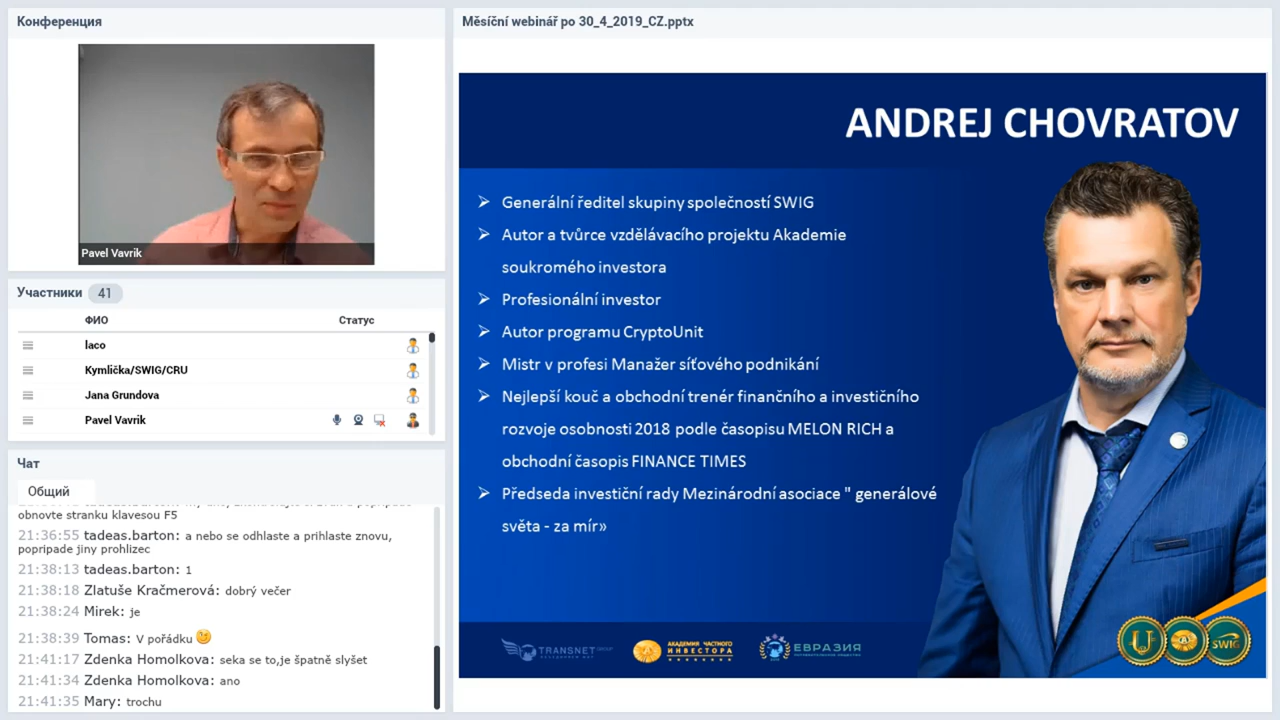 Конференция
Pavel Vavrik
Участники 41
ФИО Статус
laco
Kymlička/SWIG/CRU
Jana Grundova
Pavel Vavrik
Чат
Общий
obnovte stranku klavesou F5
21:36:55 tadeas.barton: a nebo se odhlaste a prihlaste znovu,
popripade jiny prohlizec
21:38:13 tadeas.barton: 1
21:38:18 Zlatuše Kračmerová: dobrý večer
21:38:24 Mirek: je
21:38:39 Tomas: V pořádku
21:41:17 Zdenka Homolkova: seka se to,je špatně slyšet
21:41:34 Zdenka Homolkova: ano
21:41:35 Mary: trochu
Měsíční webinář po 30_4_2019_CZ.pptx
ANDREJ CHOVRATOV
Generální ředitel skupiny společností SWIG
Autor a tvůrce vzdělávacího projektu Akademie
soukromého investora
Profesionální investor
Autor programu CryptoUnit
Mistr v profesi Manažer síťového podnikání
Nejlepší kouč a obchodní trenér finančního a investičního
rozvoje osobnosti 2018 podle časopisu MELON RICH a
obchodní časopis FINANCE TIMES
Předseda investiční rady Mezinárodní asociace " generálové
světa - za mír»
TRANSNET GROUP
АКАДЕМИЯ ЧАСТНОГО
ИНВЕСТОРА
ЕВРАЗИЯ
SWIG